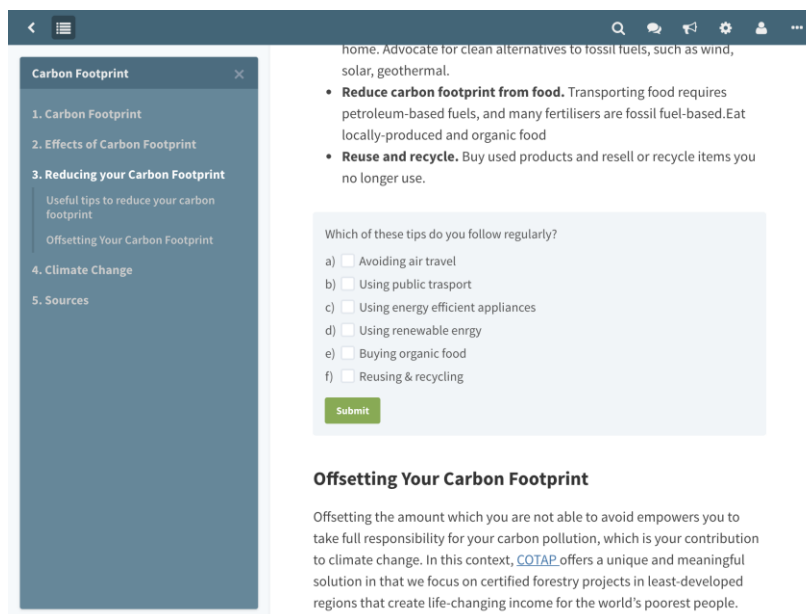 Carbon Footprint
1. Carbon Footprint
2. Effects of Carbon Footprint
3. Reducing your Carbon Footprint
Useful tips to reduce your carbon
footprint
Offsetting Your Carbon Footprint
4. Climate Change
5. Sources
home. Advocate for clean alternatives to fossil fuels, such as wind,
solar, geothermal.
• Reduce carbon footprint from food. Transporting food requires
petroleum-based fuels, and many fertilisers are fossil fuel-based.Eat
locally-produced and organic food
• Reuse and recycle. Buy used products and resell or recycle items you
no longer use.
Which of these tips do you follow regularly?
a) Avoiding air travel
b) Using public trasport
c) Using energy efficient appliances
d) Using renewable enrgy
e) Buying organic food
f) Reusing & recycling
Submit
Offsetting Your Carbon Footprint
Offsetting the amount which you are not able to avoid empowers you to
take full responsibility for your carbon pollution, which is your contribution
to climate change. In this context, COTAP offers a unique and meaningful
solution in that we focus on certified forestry projects in least-developed
regions that create life-changing income for the world's poorest people.